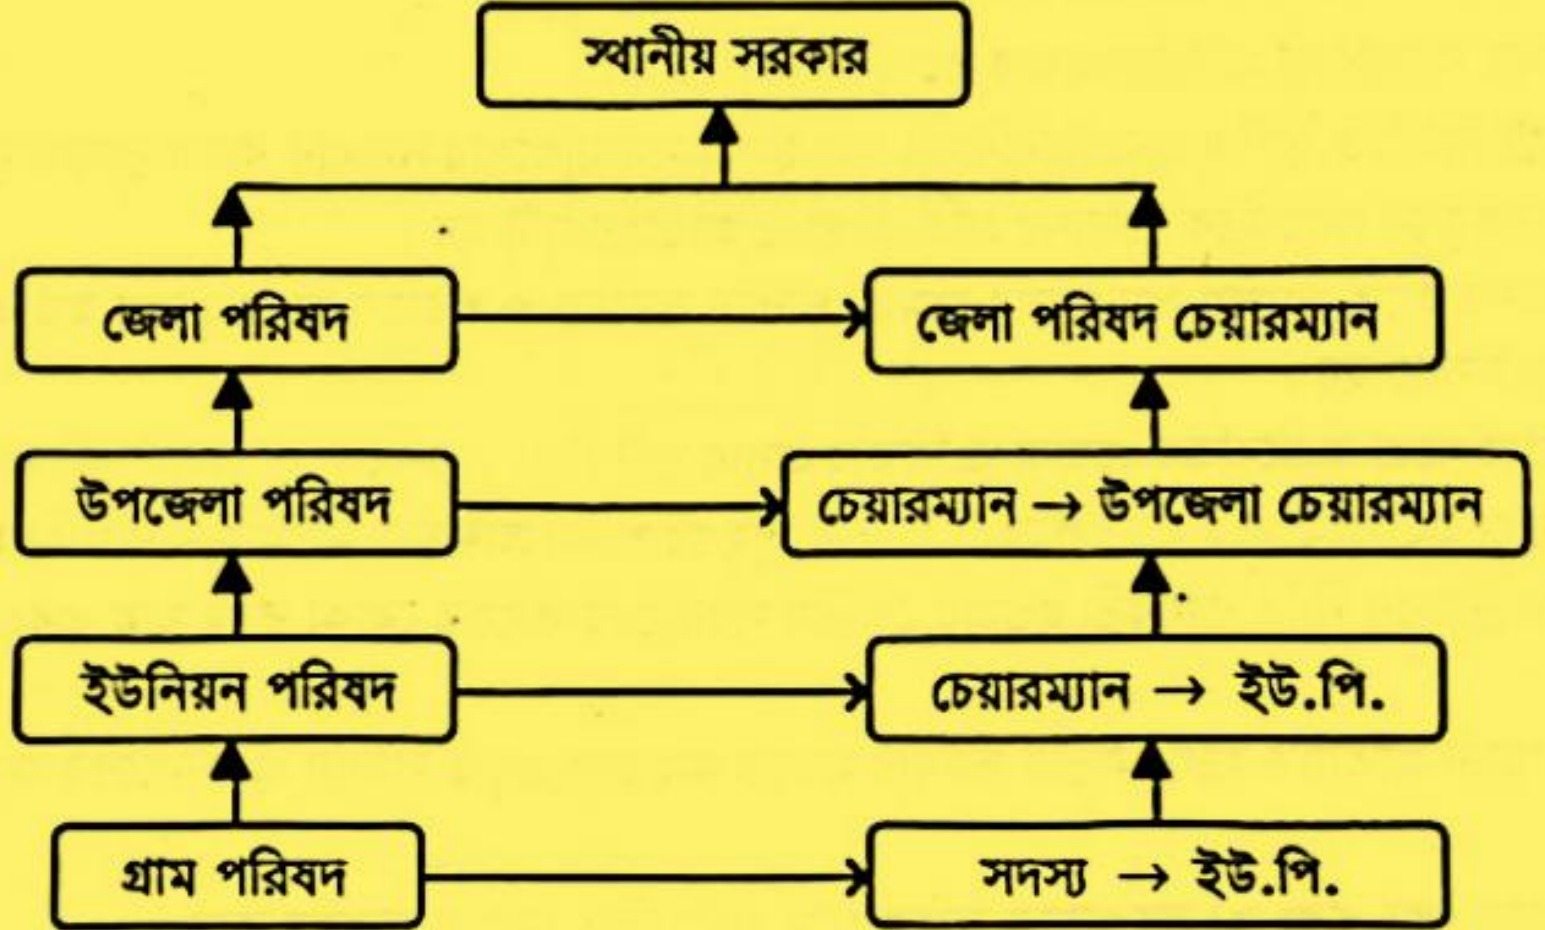 স্থানীয় সরকার
জেলা পরিষদ
জেলা পরিষদ চেয়ারম্যান
উপজেলা পরিষদ
চেয়ারম্যান → উপজেলা চেয়ারম্যান
ইউনিয়ন পরিষদ
চেয়ারম্যান → ইউ.পি.
গ্রাম পরিষদ
সদস্য → ইউ.পি.